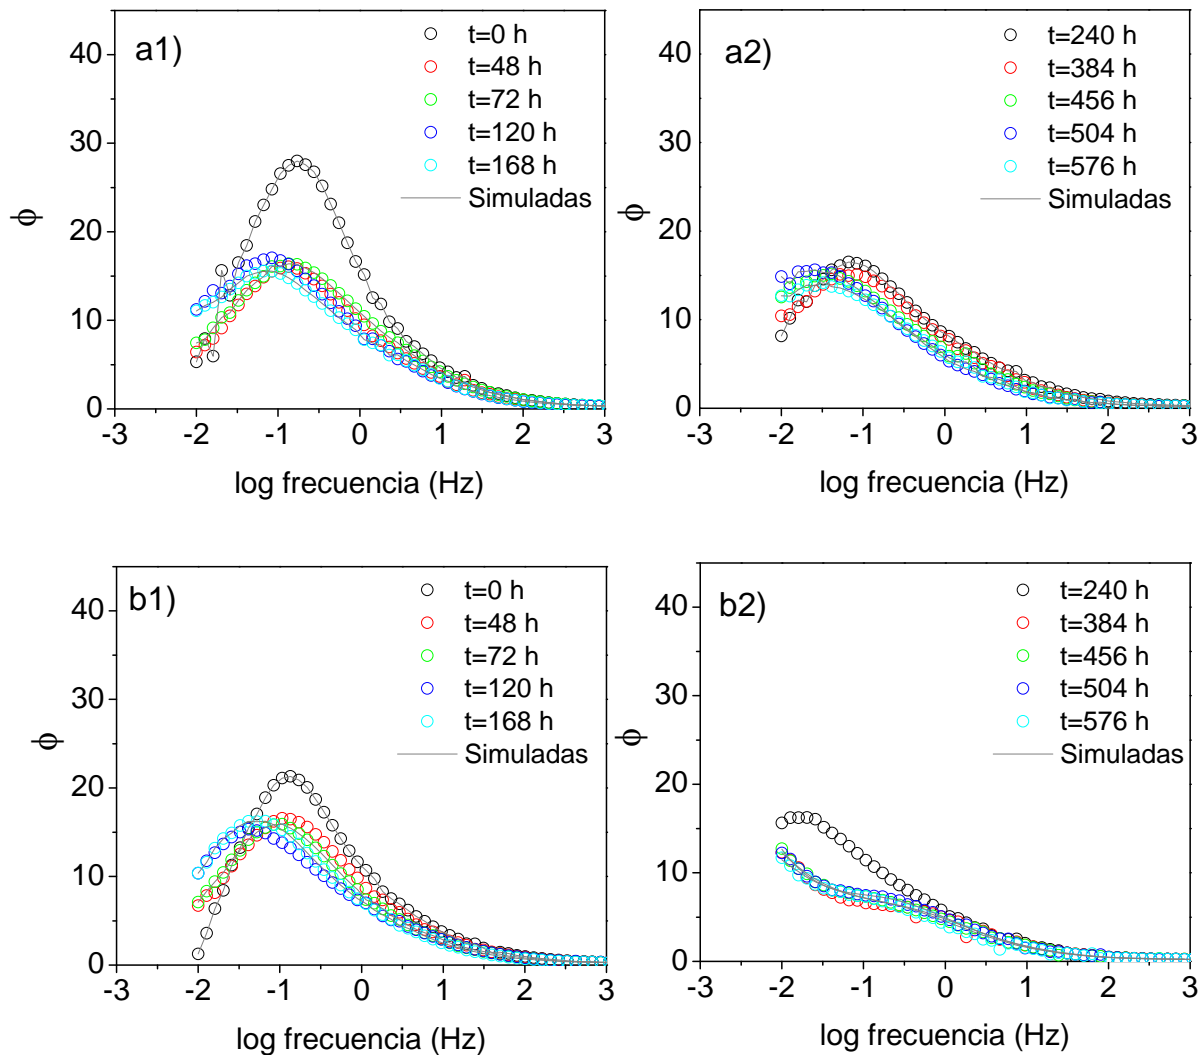 a1)
t=0 h
t=48 h
t=72 h
t=120 h
t=168 h
Simuladas
40
30
20
10
0
ϕ
-3 -2 -1 0 1 2 3
log frecuencia (Hz)
a2)
t=240 h
t=384 h
t=456 h
t=504 h
t=576 h
Simuladas
40
30
20
10
0
ϕ
-3 -2 -1 0 1 2 3
log frecuencia (Hz)
b1)
t=0 h
t=48 h
t=72 h
t=120 h
t=168 h
Simuladas
40
30
20
10
0
ϕ
-3 -2 -1 0 1 2 3
log frecuencia (Hz)
b2)
t=240 h
t=384 h
t=456 h
t=504 h
t=576 h
Simuladas
40
30
20
10
0
ϕ
-3 -2 -1 0 1 2 3
log frecuencia (Hz)